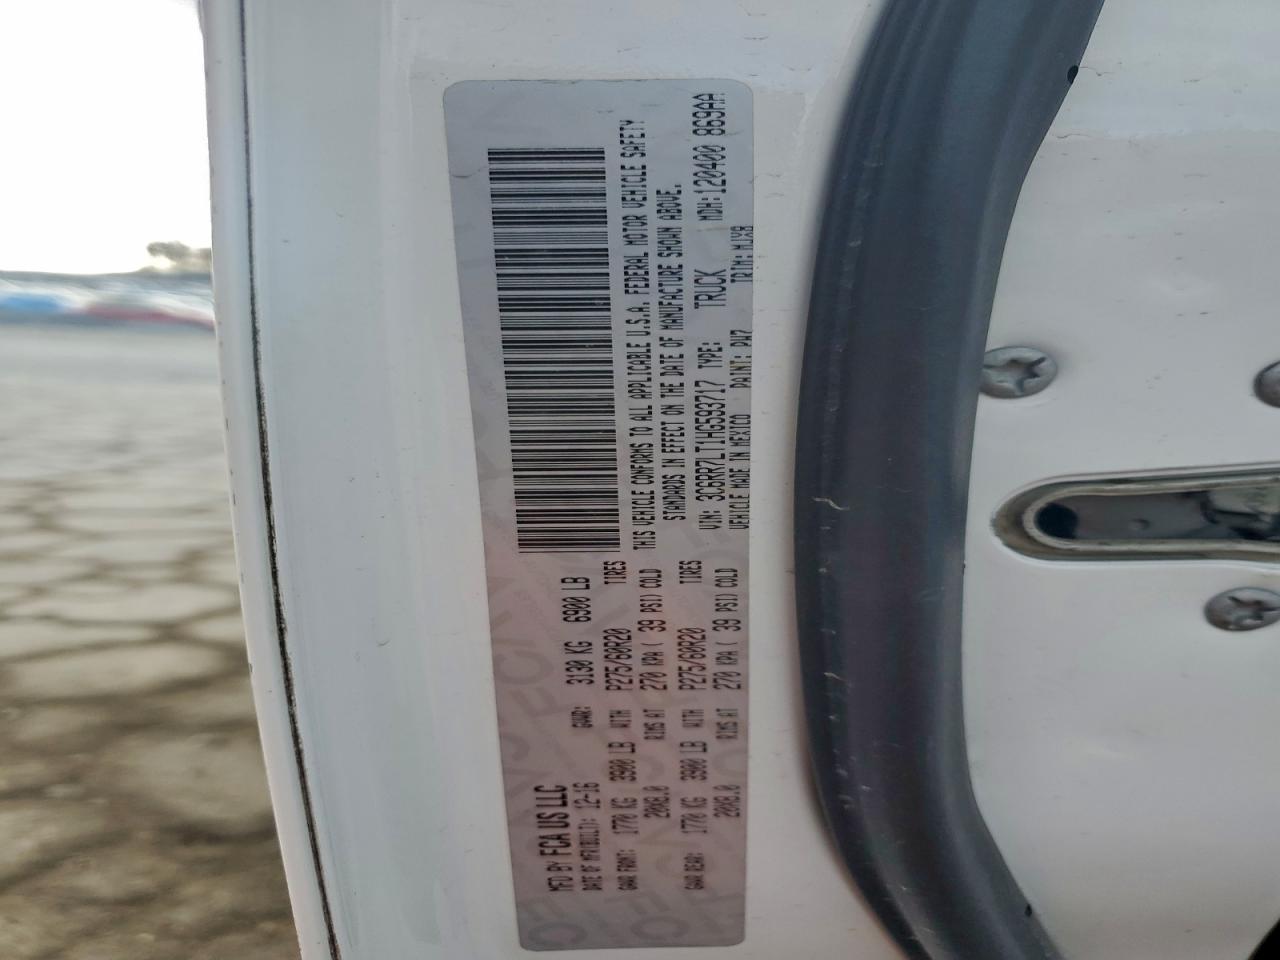 MFD BY FCA US LLC
DATE OF MFR(BUILT): 12-16 GVWR: 3130 KG 6900 LB
GAWR FRONT: 1770 KG 3900 LB WITH P275/60R20 TIRES
20X8.0 RIMS AT 270 KPA ( 39 PSI) COLD
GAWR REAR: 1770 KG 3900 LB WITH P275/60R20 TIRES
20X8.0 RIMS AT 270 KPA ( 39 PSI) COLD
THIS VEHICLE CONFORMS TO ALL APPLICABLE U.S.A. FEDERAL MOTOR VEHICLE SAFETY
STANDARDS IN EFFECT ON THE DATE OF MANUFACTURE SHOWN ABOVE.
VIN: 3C6RR7LT1HG593717 TYPE: TRUCK MDH:120400 869AA
VEHICLE MADE IN MEXICO PAINT: PW7 TRIM:MJX8